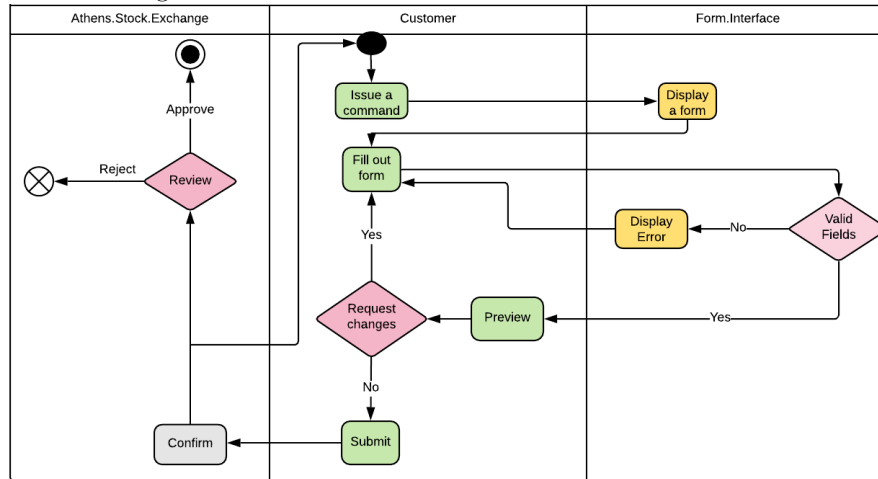 Athens.Stock.Exchange
Customer
Form.Interface
Issue a
command
Display
a form
Approve
Reject
Review
Fill out
form
Valid
Fields
Display
Error
No
Yes
Request
changes
Preview
Yes
No
Confirm
Submit